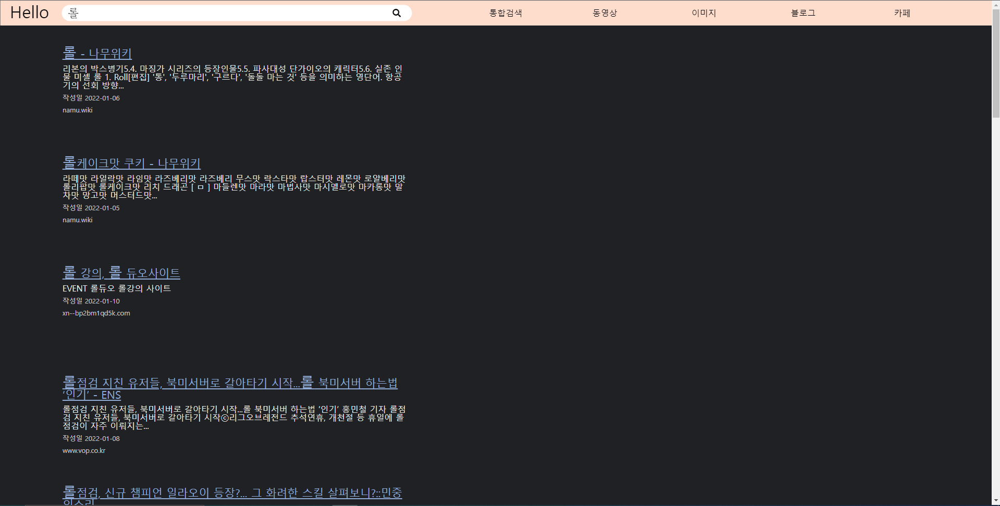 Hello
롤
통합검색
동영상
이미지
블로그
카페
롤 - 나무위키
리본의 박스병기5.4. 마징가 시리즈의 등장인물5.5. 파사대성 단가이오의 캐릭터5.6. 실존 인
물 미셸 롤 1. Roll[편집] '통', '두루마리', '구르다', '돌돌 마는 것' 등을 의미하는 영단어. 항공
기의 선회 방향...
작성일 2022-01-06
namu.wiki
롤케이크맛 쿠키 - 나무위키
라떼맛 라일락맛 라임맛 라즈베리맛 라즈베리 무스맛 락스타맛 랍스터맛 레몬맛 로얄베리맛
롤리팝맛 롤케이크맛 리치 드래곤 [ ㅁ ] 마들렌맛 마라맛 마법사맛 마시멜로맛 마카롱맛 말
차맛 망고맛 머스터드맛...
작성일 2022-01-05
namu.wiki
롤 강의, 롤 듀오사이트
EVENT 롤듀오 롤강의 사이트
작성일 2022-01-10
xn--bp2bm1qd5k.com
롤점검 지친 유저들, 북미서버로 갈아타기 시작...롤 북미서버 하는법
‘인기’ - ENS
롤점검 지친 유저들, 북미서버로 갈아타기 시작...롤 북미서버 하는법 ‘인기’ 홍민철 기자 롤점
검 지친 유저들, 북미서버로 갈아타기 시작ⓒ리그오브레전드 추석연휴, 개천절 등 휴일에 롤
점검이 자주 이뤄지는...
작성일 2022-01-08
www.vop.co.kr
롤점검, 신규 챔피언 일라오이 등장?... 그 화려한 스킬 살펴보니?::민중
의소리